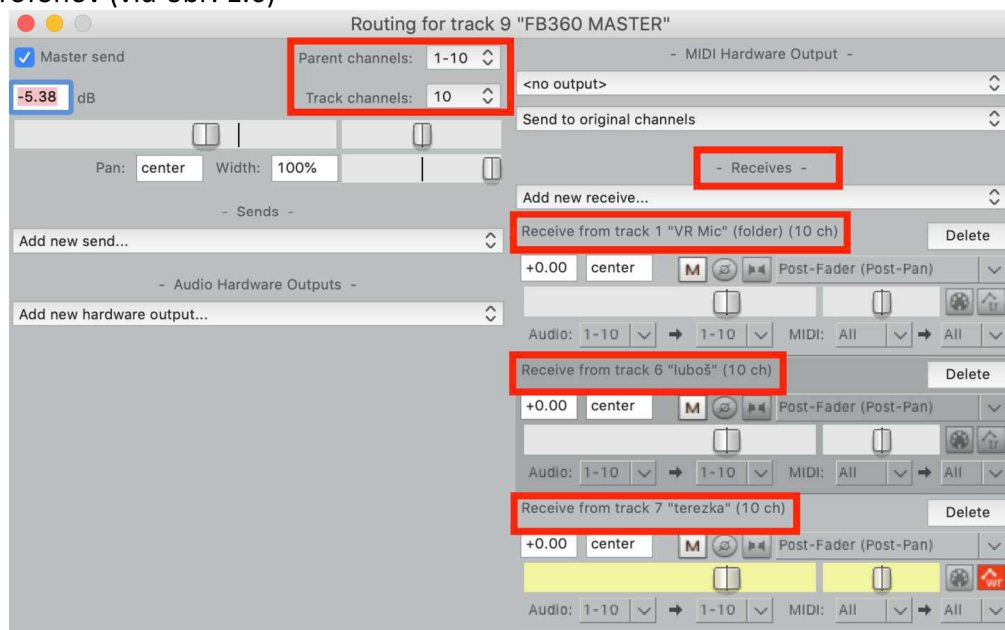 Routing for track 9 "FB360 MASTER"
Master send
Parent channels: 1-10
-5.38 dB
Track channels: 10
Pan: center Width: 100%
- Sends -
Add new send...
- Audio Hardware Outputs -
Add new hardware output...
- MIDI Hardware Output -
<no output>
Send to original channels
- Receives -
Add new receive...
Receive from track 1 "VR Mic" (folder) (10 ch) Delete
+0.00 center M Post-Fader (Post-Pan)
tr
Audio: 1-10 1-10 MIDI: All All
Receive from track 6 "luboš" (10 ch) Delete
+0.00 center M Post-Fader (Post-Pan)
tr
Audio: 1-10 1-10 MIDI: All All
Receive from track 7 "terezka" (10 ch) Delete
+0.00 center M Post-Fader (Post-Pan)
wr
Audio: 1-10 1-10 MIDI: All All